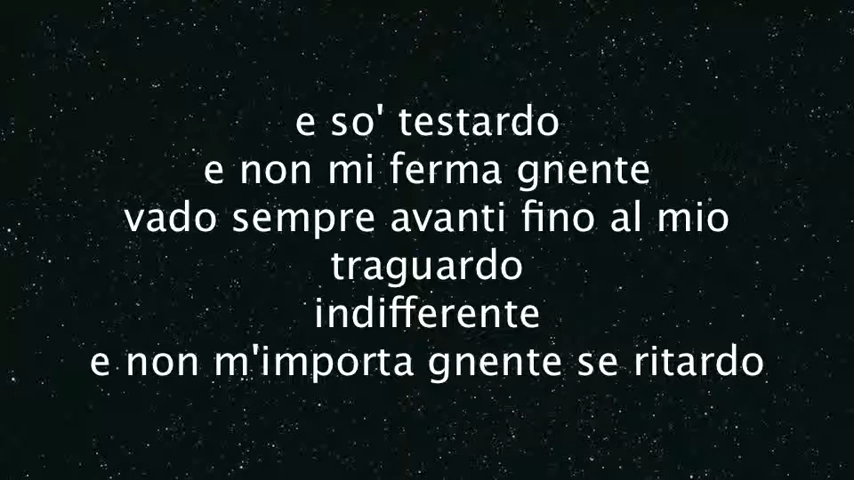 e so' testardo
e non mi ferma gnente
vado sempre avanti fino al mio
traguardo
indifferente
e non m'importa gnente se ritardo